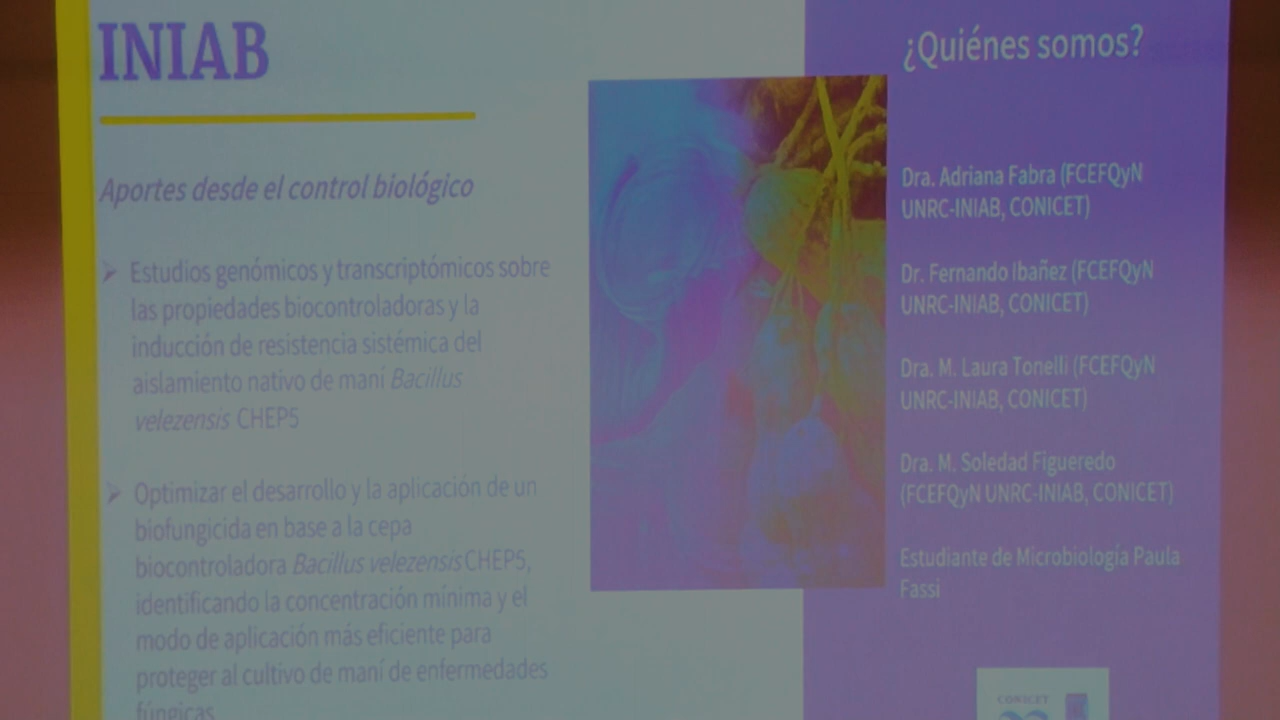 INIAB
Aportes desde el control biológico
➤ Estudios genómicos y transcriptómicos sobre
las propiedades biocontroladoras y la
inducción de resistencia sistémica del
aislamiento nativo de maní Bacillus
velezensis CHEP5
➤ Optimizar el desarrollo y la aplicación de un
biofungicida en base a la cepa
biocontroladora Bacillus velezensis CHEP5,
identificando la concentración mínima y el
modo de aplicación más eficiente para
proteger al cultivo de maní de enfermedades
fúngicas
¿Quiénes somos?
Dra. Adriana Fabra (FCEFQyN
UNRC-INIAB, CONICET)
Dr. Fernando Ibañez (FCEFQyN
UNRC-INIAB, CONICET)
Dra. M. Laura Tonelli (FCEFQyN
UNRC-INIAB, CONICET)
Dra. M. Soledad Figueredo
(FCEFQyN UNRC-INIAB, CONICET)
Estudiante de Microbiología Paula
Fassi
CONICET